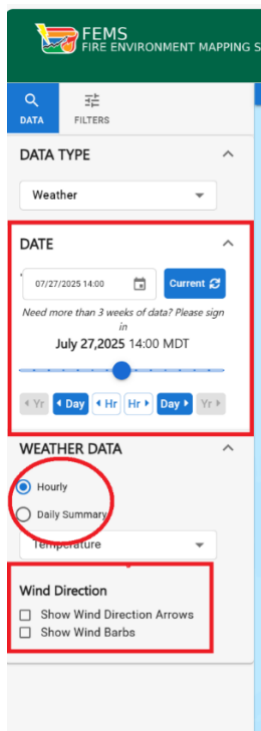 FEMS
FIRE ENVIRONMENT MAPPING S
DATA
FILTERS
DATA TYPE
Weather
DATE
07/27/2025 14:00
Current
Need more than 3 weeks of data? Please sign
in
July 27,2025 14:00 MDT
Yr
Day
Hr
Hr
Day
Yr
WEATHER DATA
Hourly
Daily Summary
Temperature
Wind Direction
Show Wind Direction Arrows
Show Wind Barbs